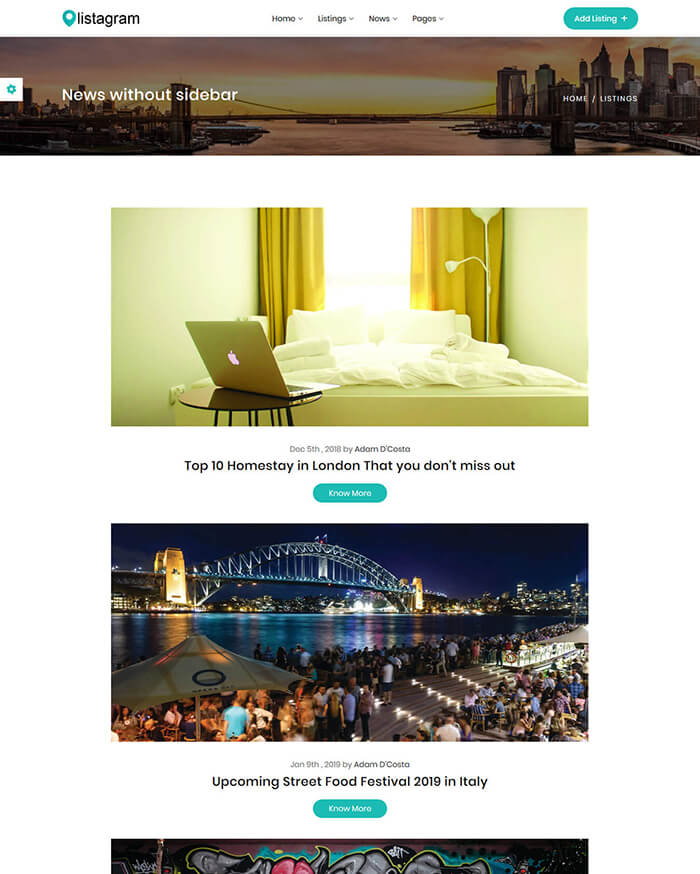 listagram
Home Listings News Pages
Add Listing +
News without sidebar
HOME / LISTINGS
Dec 5th , 2018 by Adam D'Costa
Top 10 Homestay in London That you don't miss out
Know More
Jan 9th , 2019 by Adam D'Costa
Upcoming Street Food Festival 2019 in Italy
Know More